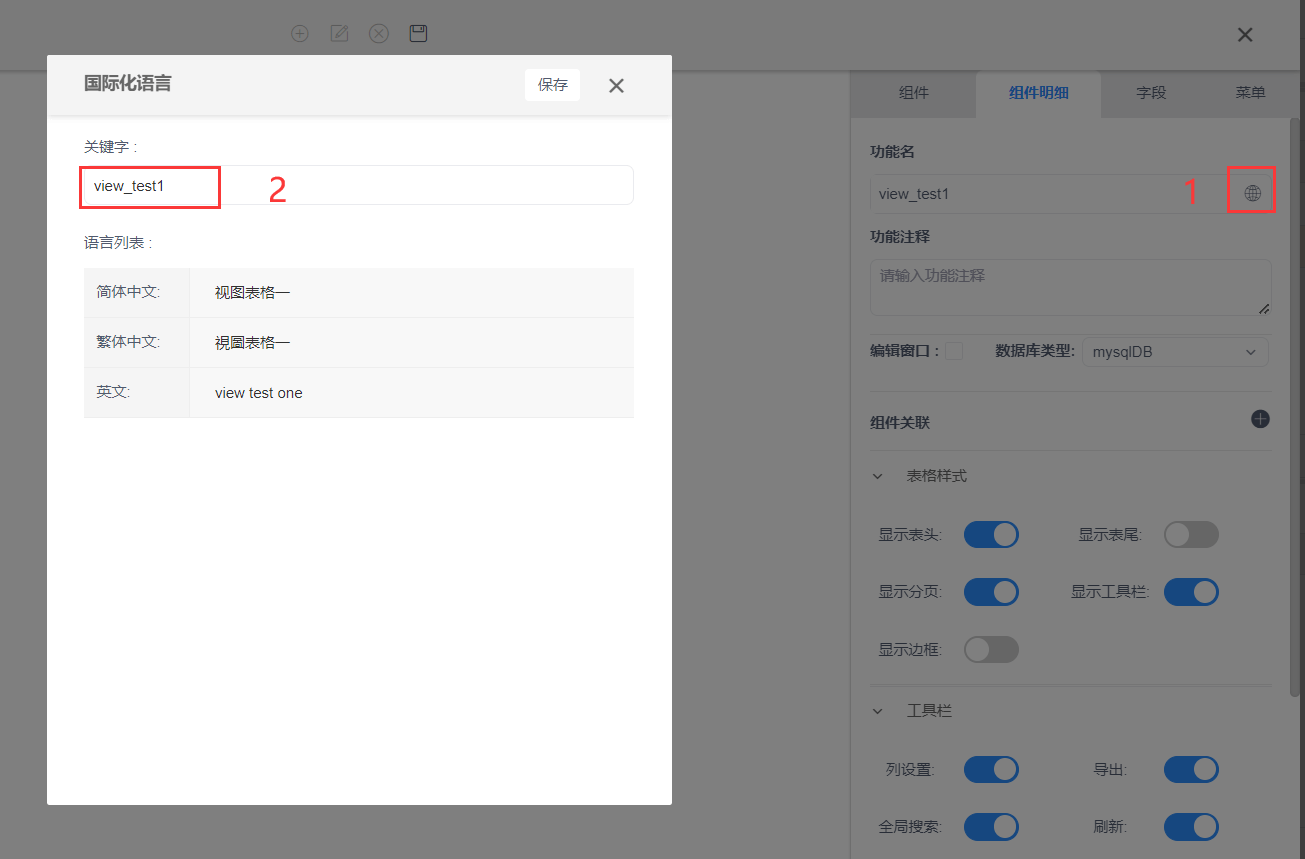 国际化语言 保存
关键字 :
view_test1 2
语言列表 :
简体中文: 视图表格一
繁体中文: 視圖表格一
英文: view test one
组件 组件明细 字段 菜单
功能名
view_test1 1
功能注释
请输入功能注释
编辑窗口 : 数据库类型: mysqlDB
组件关联
表格样式
显示表头: 显示表尾:
显示分页: 显示工具栏:
显示边框:
工具栏
列设置: 导出:
全局搜索: 刷新: